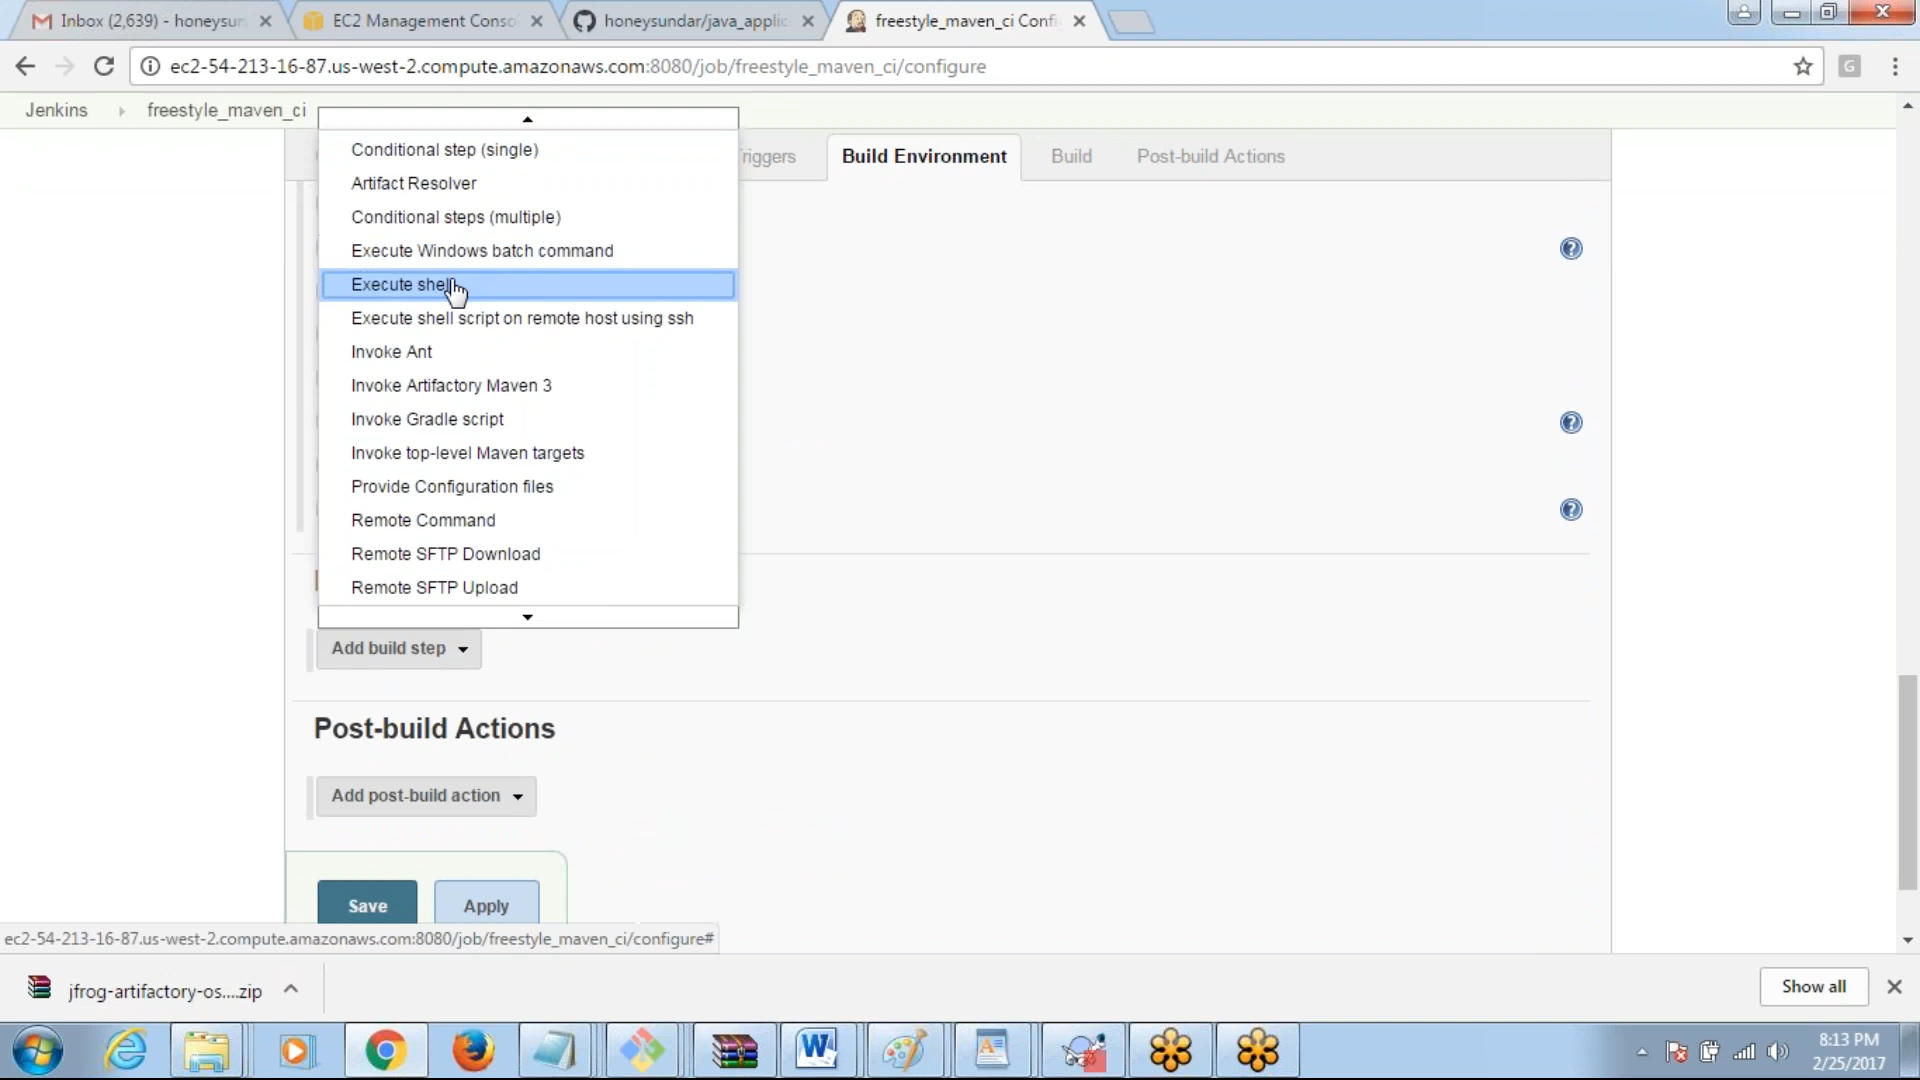 Inbox (2,639) - honeysun
EC2 Management Conso
honeysundar/java_applic
freestyle_maven_ci Confi
ec2-54-213-16-87.us-west-2.compute.amazonaws.com:8080/job/freestyle_maven_ci/configure
G
Jenkins
freestyle_maven_ci
riggers
Build Environment
Build
Post-build Actions
Conditional step (single)
Artifact Resolver
Conditional steps (multiple)
Execute Windows batch command
Execute shell
Execute shell script on remote host using ssh
Invoke Ant
Invoke Artifactory Maven 3
Invoke Gradle script
Invoke top-level Maven targets
Provide Configuration files
Remote Command
Remote SFTP Download
Remote SFTP Upload
Add build step
Post-build Actions
Add post-build action
Save
Apply
ec2-54-213-16-87.us-west-2.compute.amazonaws.com:8080/job/freestyle_maven_ci/configure#
jfrog-artifactory-os....zip
Show all
8:13 PM
2/25/2017